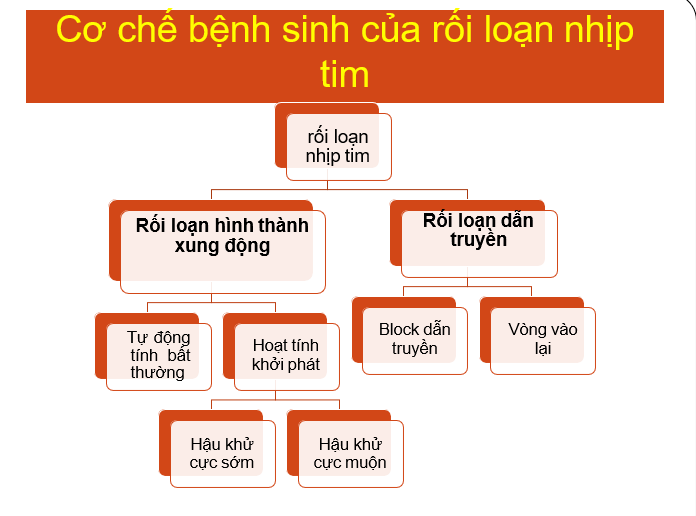 Cơ chế bệnh sinh của rối loạn nhịp
tim
rối loạn
nhịp tim
Rối loạn hình thành
xung động
Rối loạn dẫn
truyền
Tự động
tính bất
thường
Hoạt tính
khởi phát
Block dẫn
truyền
Vòng vào
lại
Hậu khử
cực sớm
Hậu khử
cực muộn